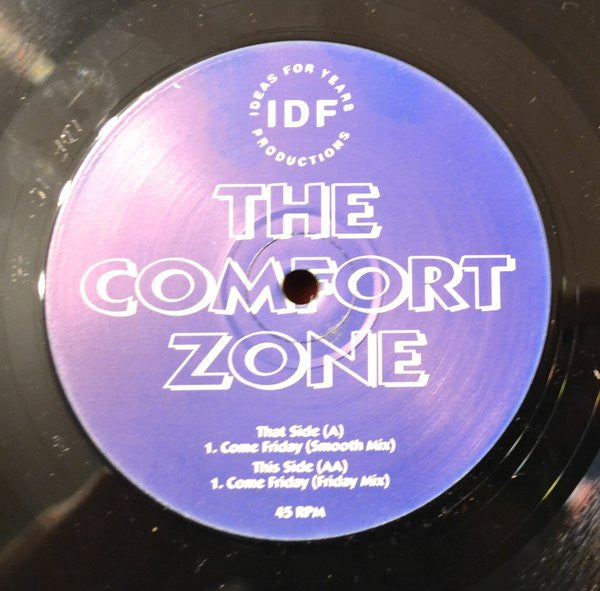 IDEAS FOR YEARS
IDF
PRODUCTIONS
THE
COMFORT
ZONE
That Side (A)
1. Come Friday (Smooth Mix)
This Side (AA)
1. Come Friday (Friday Mix)
45 RPM